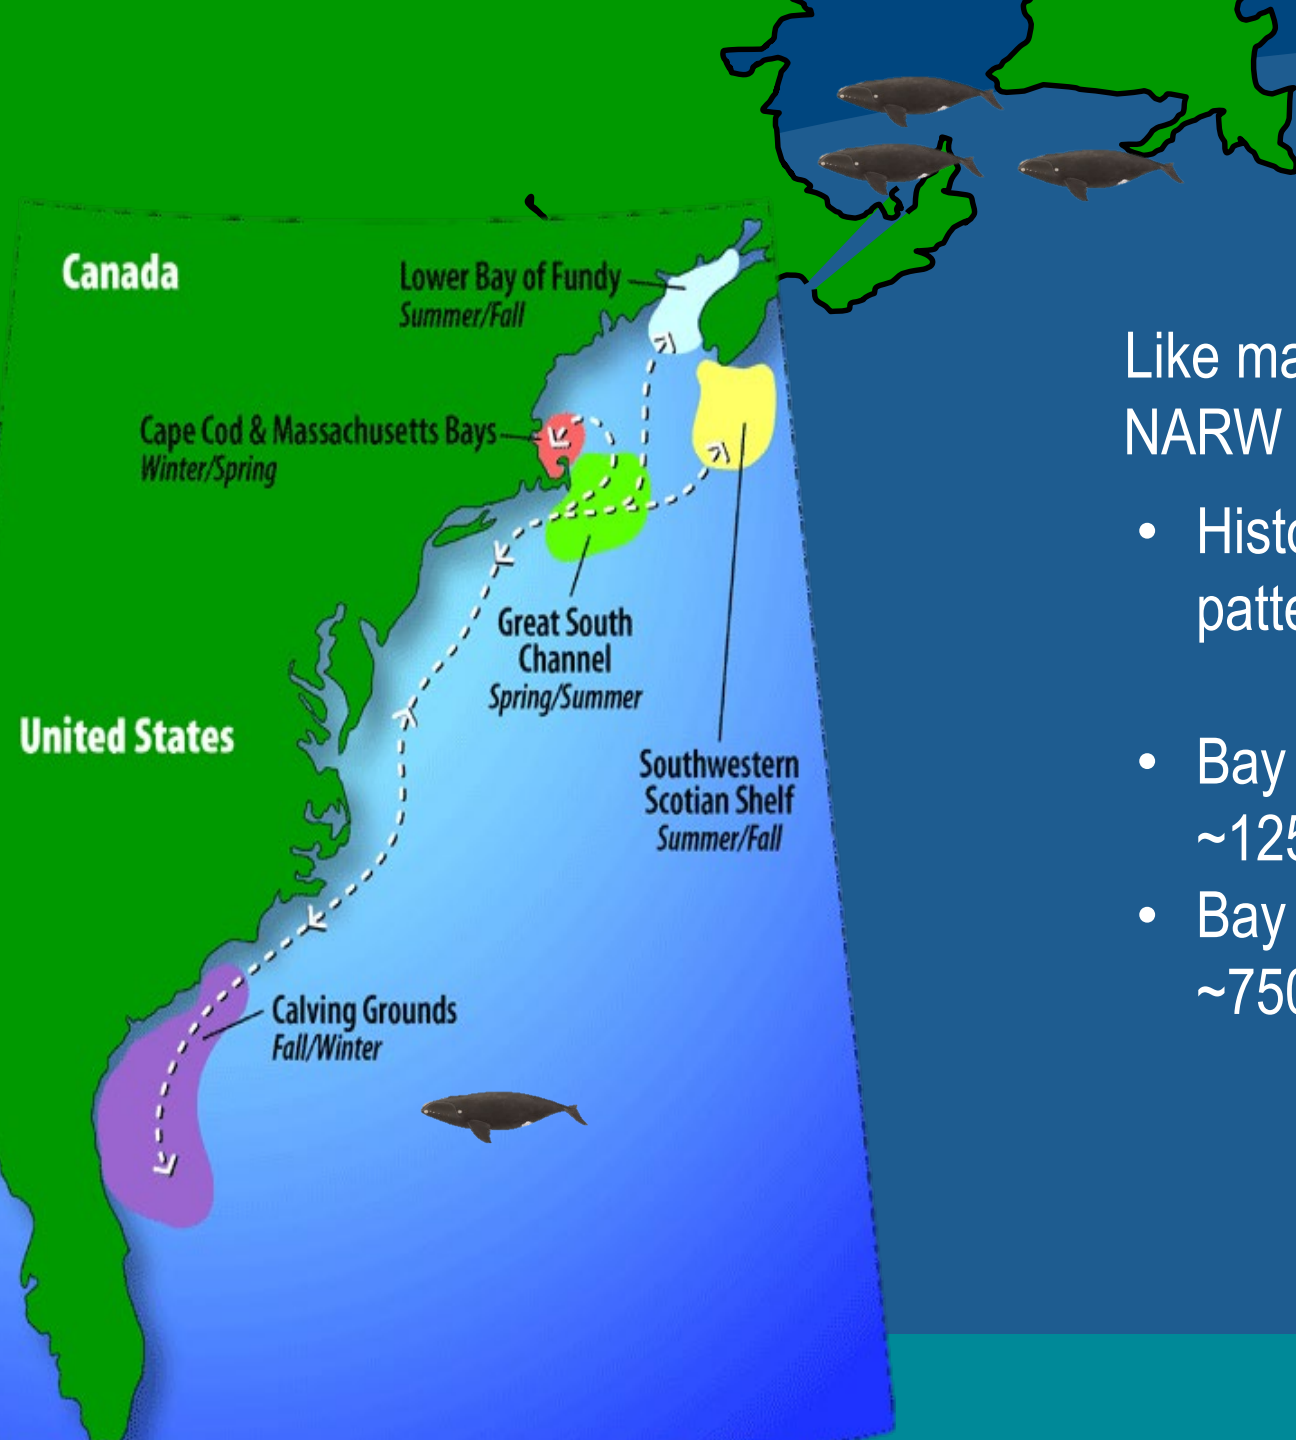 Canada
Lower Bay of Fundy
Summer/Fall
Cape Cod & Massachusetts Bays
Winter/Spring
Great South
Channel
Spring/Summer
United States
Southwestern
Scotian Shelf
Summer/Fall
Calving Grounds
Fall/Winter
Like ma
NARW
• Histo
patte
• Bay
~125
• Bay
~750